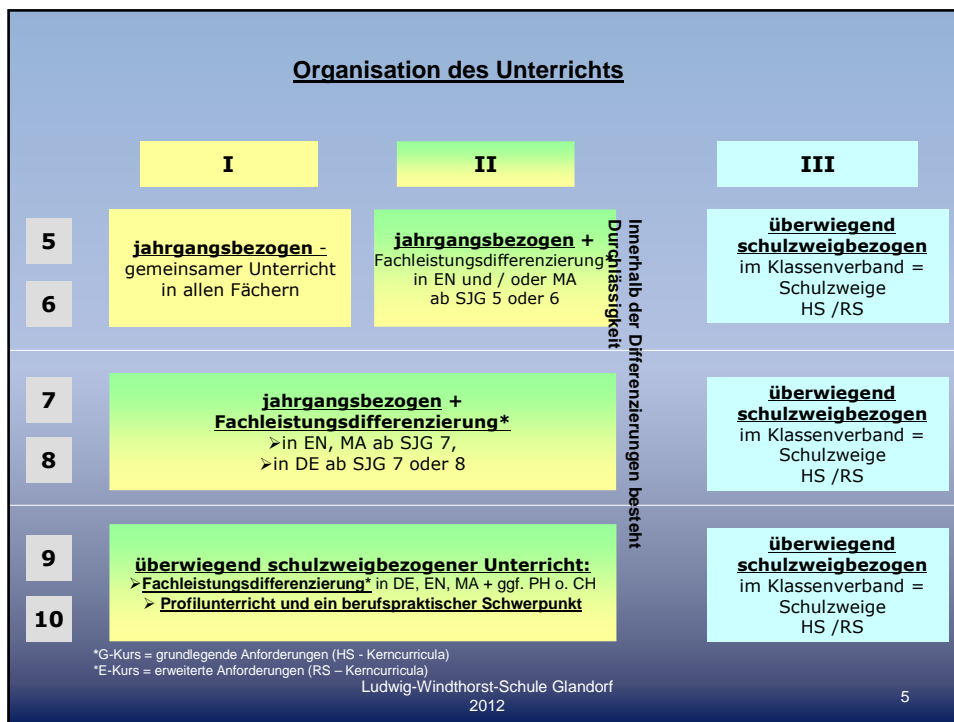 Organisation des Unterrichts
I
II
III
5
6
jahrgangsbezogen -
gemeinsamer Unterricht
in allen Fächern
jahrgangsbezogen +
Fachleistungsdifferenzierung*
in EN und / oder MA
ab SJG 5 oder 6
Innerhalb der Differenzierungen besteht
Durchlässigkeit
überwiegend
schulzweigbezogen
im Klassenverband =
Schulzweige
HS /RS
7
8
jahrgangsbezogen +
Fachleistungsdifferenzierung*
➢in EN, MA ab SJG 7,
➢in DE ab SJG 7 oder 8
überwiegend
schulzweigbezogen
im Klassenverband =
Schulzweige
HS /RS
9
10
überwiegend schulzweigbezogener Unterricht:
➢Fachleistungsdifferenzierung* in DE, EN, MA + ggf. PH o. CH
➢ Profilunterricht und ein berufspraktischer Schwerpunkt
überwiegend
schulzweigbezogen
im Klassenverband =
Schulzweige
HS /RS
*G-Kurs = grundlegende Anforderungen (HS - Kerncurricula)
*E-Kurs = erweiterte Anforderungen (RS – Kerncurricula)
Ludwig-Windthorst-Schule Glandorf
2012
5